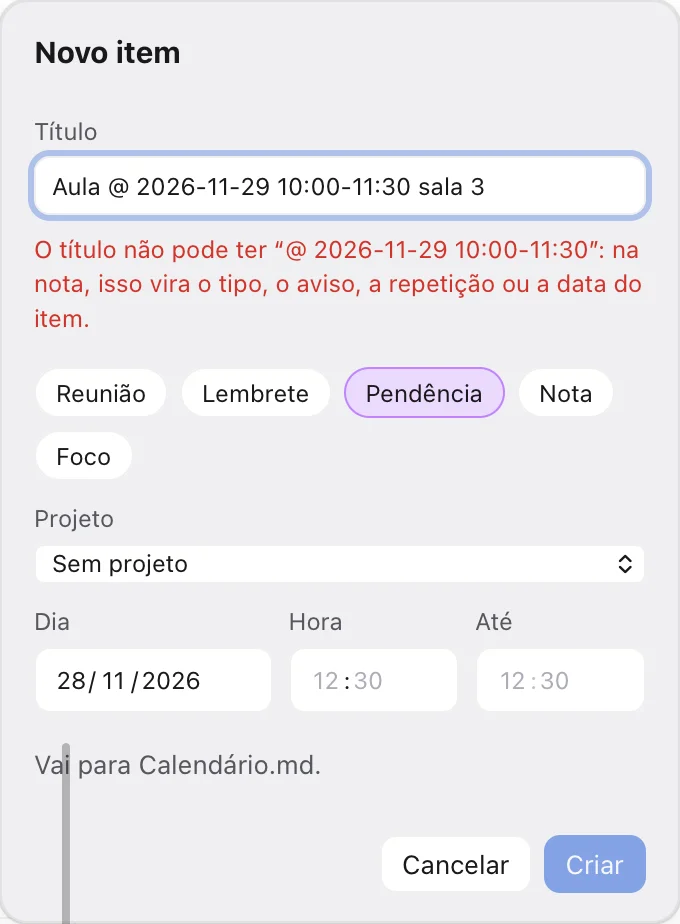 Novo item
Título
Aula @ 2026-11-29 10:00-11:30 sala 3
O título não pode ter “@ 2026-11-29 10:00-11:30”: na
nota, isso vira o tipo, o aviso, a repetição ou a data do
item.
Reunião Lembrete Pendência Nota
Foco
Projeto
Sem projeto
Dia Hora Até
28/11/2026 12:30 12:30
Vai para Calendário.md.
Cancelar Criar